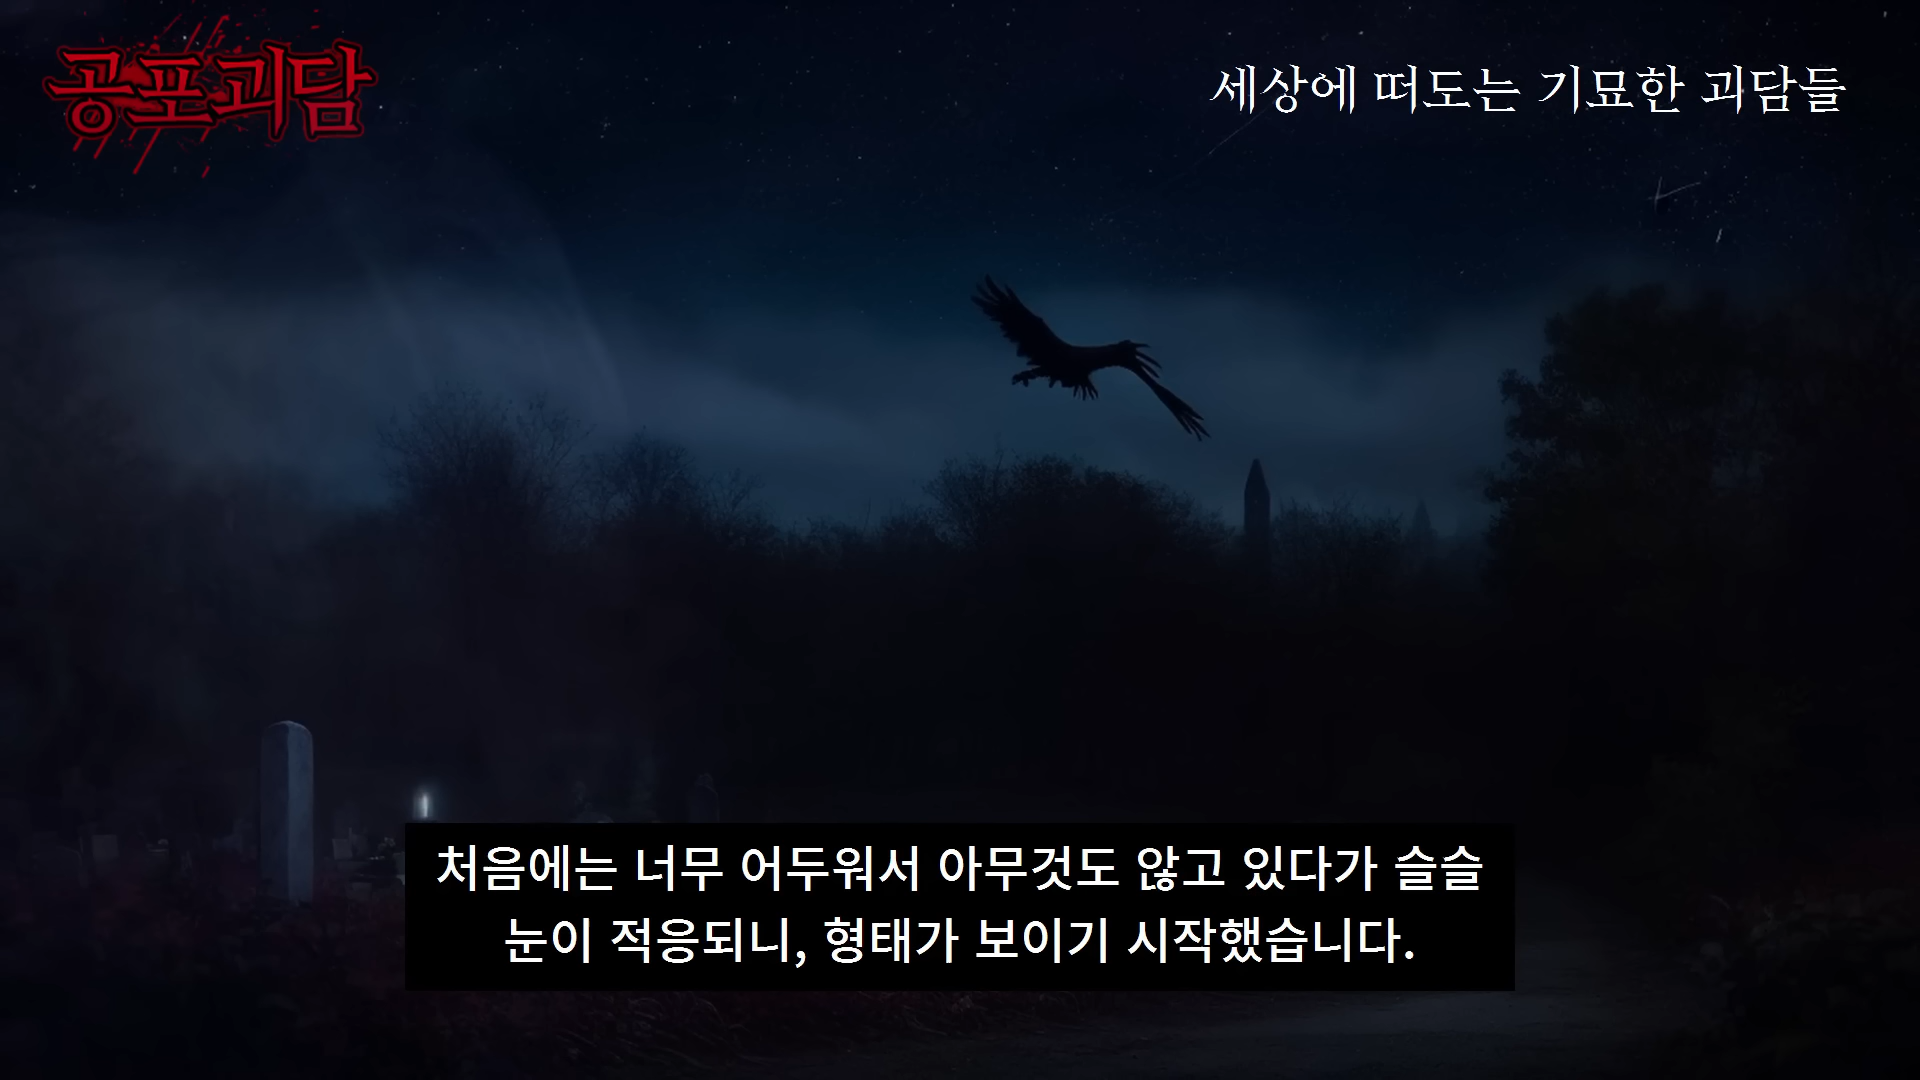 공포괴담
세상에 떠도는 기묘한 괴담들
처음에는 너무 어두워서 아무것도 않고 있다가 슬슬
눈이 적응되니, 형태가 보이기 시작했습니다.